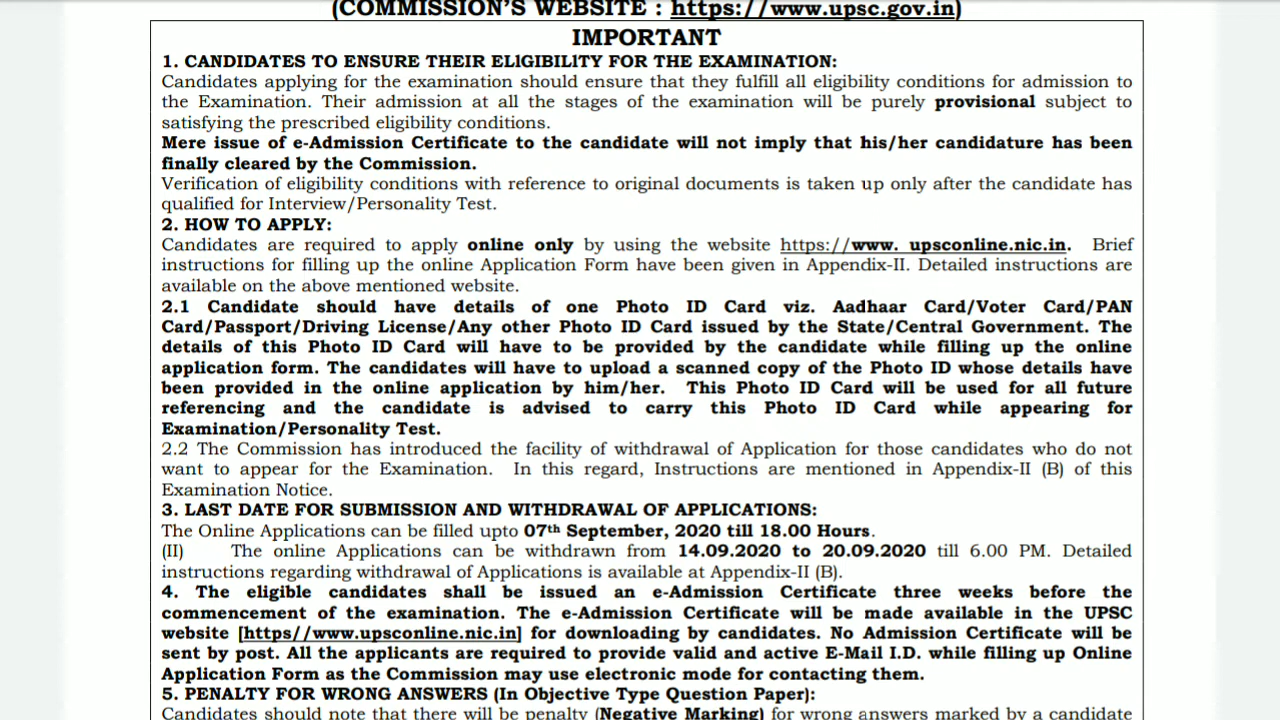 (COMMISSION'S WEBSITE : https://www.upsc.gov.in)
IMPORTANT
1. CANDIDATES TO ENSURE THEIR ELIGIBILITY FOR THE EXAMINATION:
Candidates applying for the examination should ensure that they fulfill all eligibility conditions for admission to
the Examination. Their admission at all the stages of the examination will be purely provisional subject to
satisfying the prescribed eligibility conditions.
Mere issue of e-Admission Certificate to the candidate will not imply that his/her candidature has been
finally cleared by the Commission.
Verification of eligibility conditions with reference to original documents is taken up only after the candidate has
qualified for Interview/Personality Test.
2. HOW TO APPLY:
Candidates are required to apply online only by using the website https://www. upsconline.nic.in. Brief
instructions for filling up the online Application Form have been given in Appendix-II. Detailed instructions are
available on the above mentioned website.
2.1 Candidate should have details of one Photo ID Card viz. Aadhaar Card/Voter Card/PAN
Card/Passport/Driving License/Any other Photo ID Card issued by the State/Central Government. The
details of this Photo ID Card will have to be provided by the candidate while filling up the online
application form. The candidates will have to upload a scanned copy of the Photo ID whose details have
been provided in the online application by him/her. This Photo ID Card will be used for all future
referencing and the candidate is advised to carry this Photo ID Card while appearing for
Examination/Personality Test.
2.2 The Commission has introduced the facility of withdrawal of Application for those candidates who do not
want to appear for the Examination. In this regard, Instructions are mentioned in Appendix-II (B) of this
Examination Notice.
3. LAST DATE FOR SUBMISSION AND WITHDRAWAL OF APPLICATIONS:
The Online Applications can be filled upto 07th September, 2020 till 18.00 Hours.
(II) The online Applications can be withdrawn from 14.09.2020 to 20.09.2020 till 6.00 PM. Detailed
instructions regarding withdrawal of Applications is available at Appendix-II (B).
4. The eligible candidates shall be issued an e-Admission Certificate three weeks before the
commencement of the examination. The e-Admission Certificate will be made available in the UPSC
website [https//www.upsconline.nic.in] for downloading by candidates. No Admission Certificate will be
sent by post. All the applicants are required to provide valid and active E-Mail I.D. while filling up Online
Application Form as the Commission may use electronic mode for contacting them.
5. PENALTY FOR WRONG ANSWERS (In Objective Type Question Paper):
Candidates should note that there will be penalty (Negative Marking) for wrong answers marked by a candidate